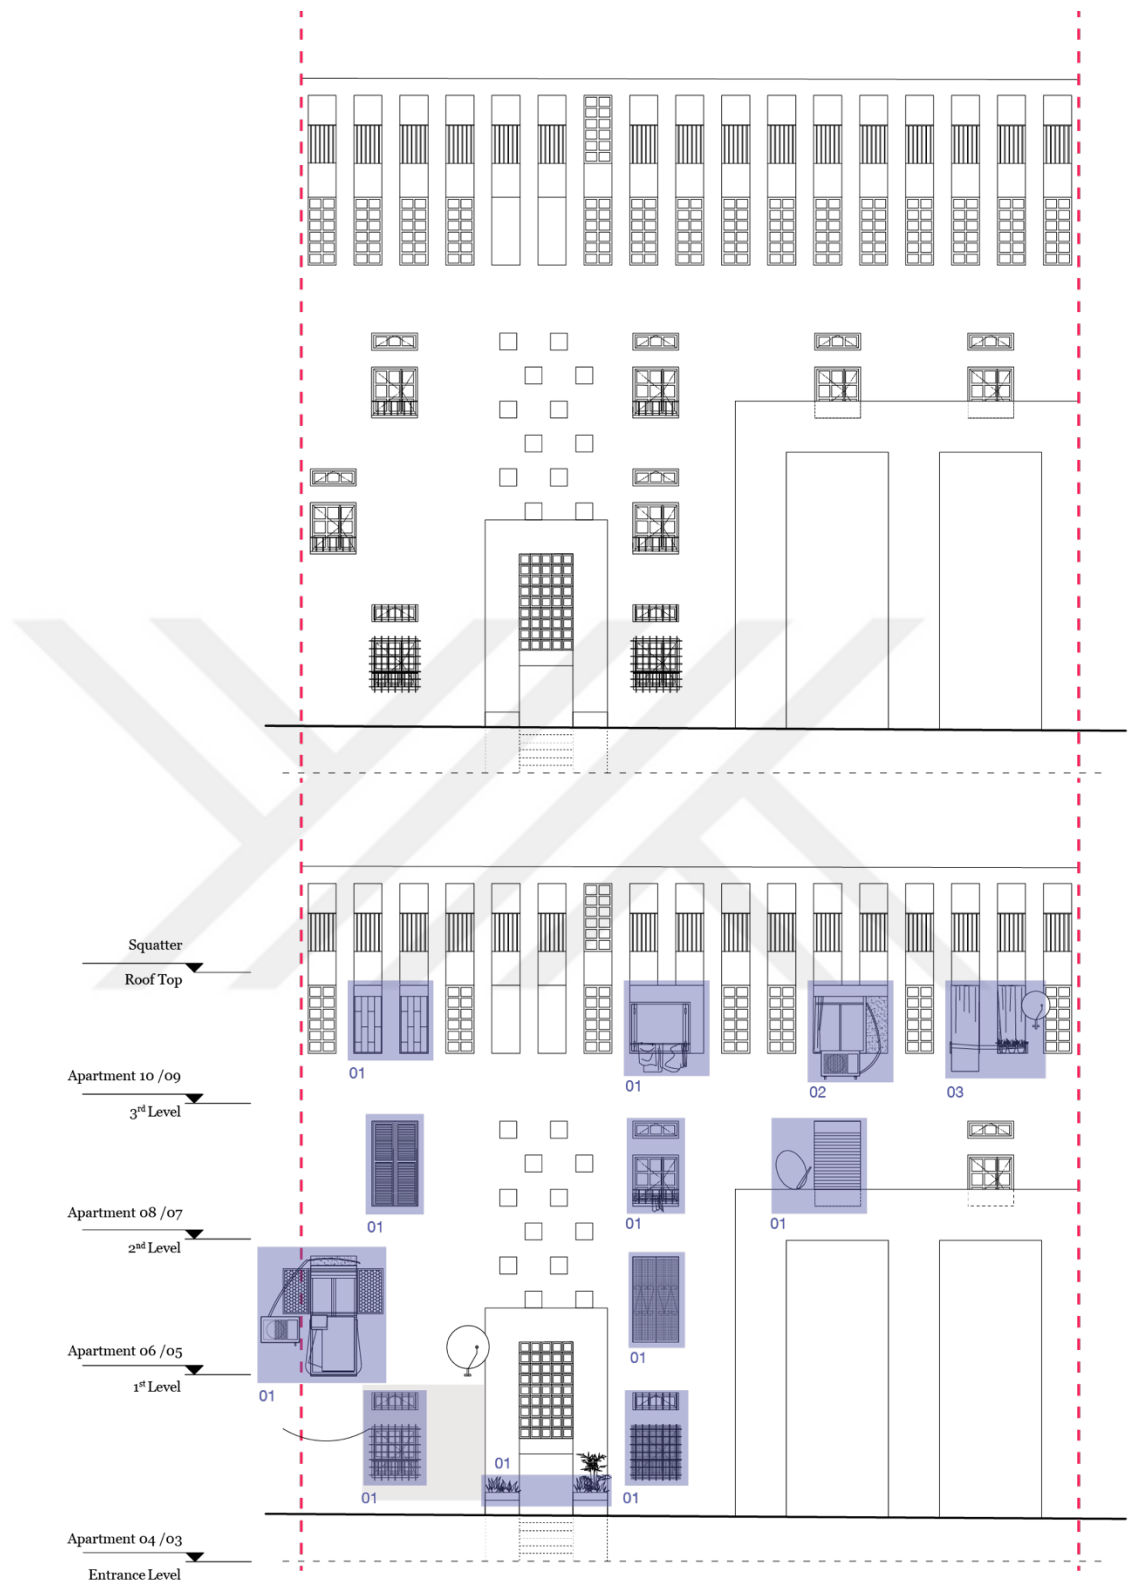 Squatter
Roof Top
01
01
02
03
Apartment 10 /09
3rd Level
01
01
01
Apartment 08 /07
2nd Level
01
Apartment 06 /05
1st Level
01
01
01
01
Apartment 04 /03
Entrance Level